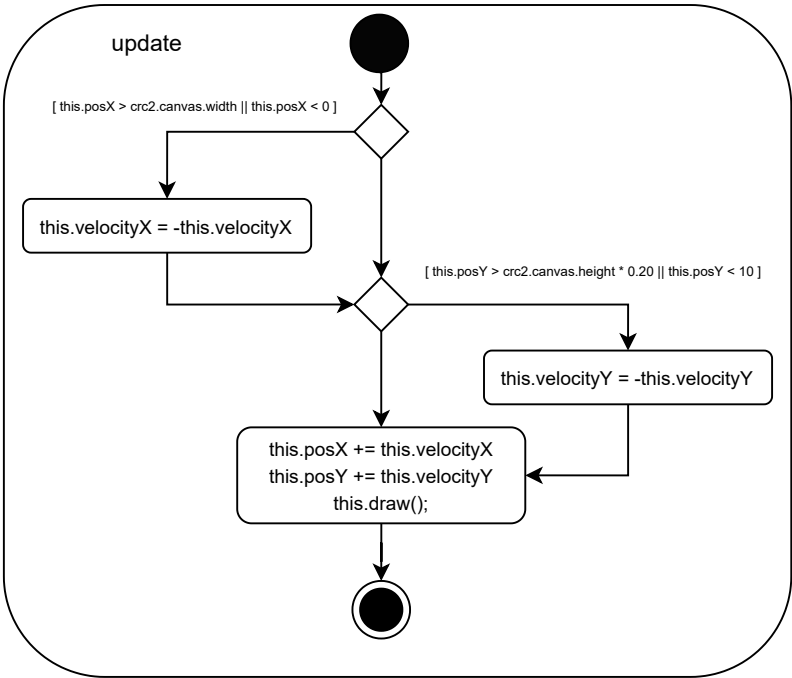 update
[ this.posX > crc2.canvas.width || this.posX < 0 ]
this.velocityX = -this.velocityX
[ this.posY > crc2.canvas.height * 0.20 || this.posY < 10 ]
this.velocityY = -this.velocityY
this.posX += this.velocityX
this.posY += this.velocityY
this.draw();